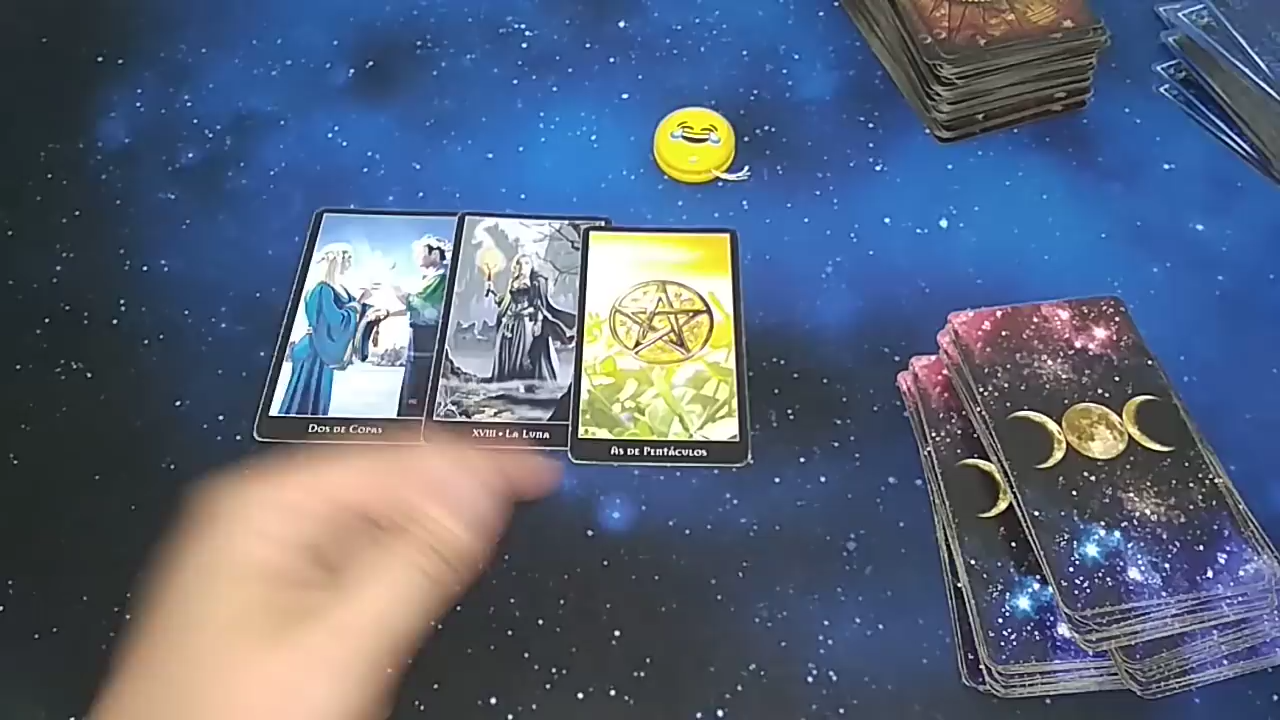 Dos de Copas
XVIII • La Luna
As de Pentáculos